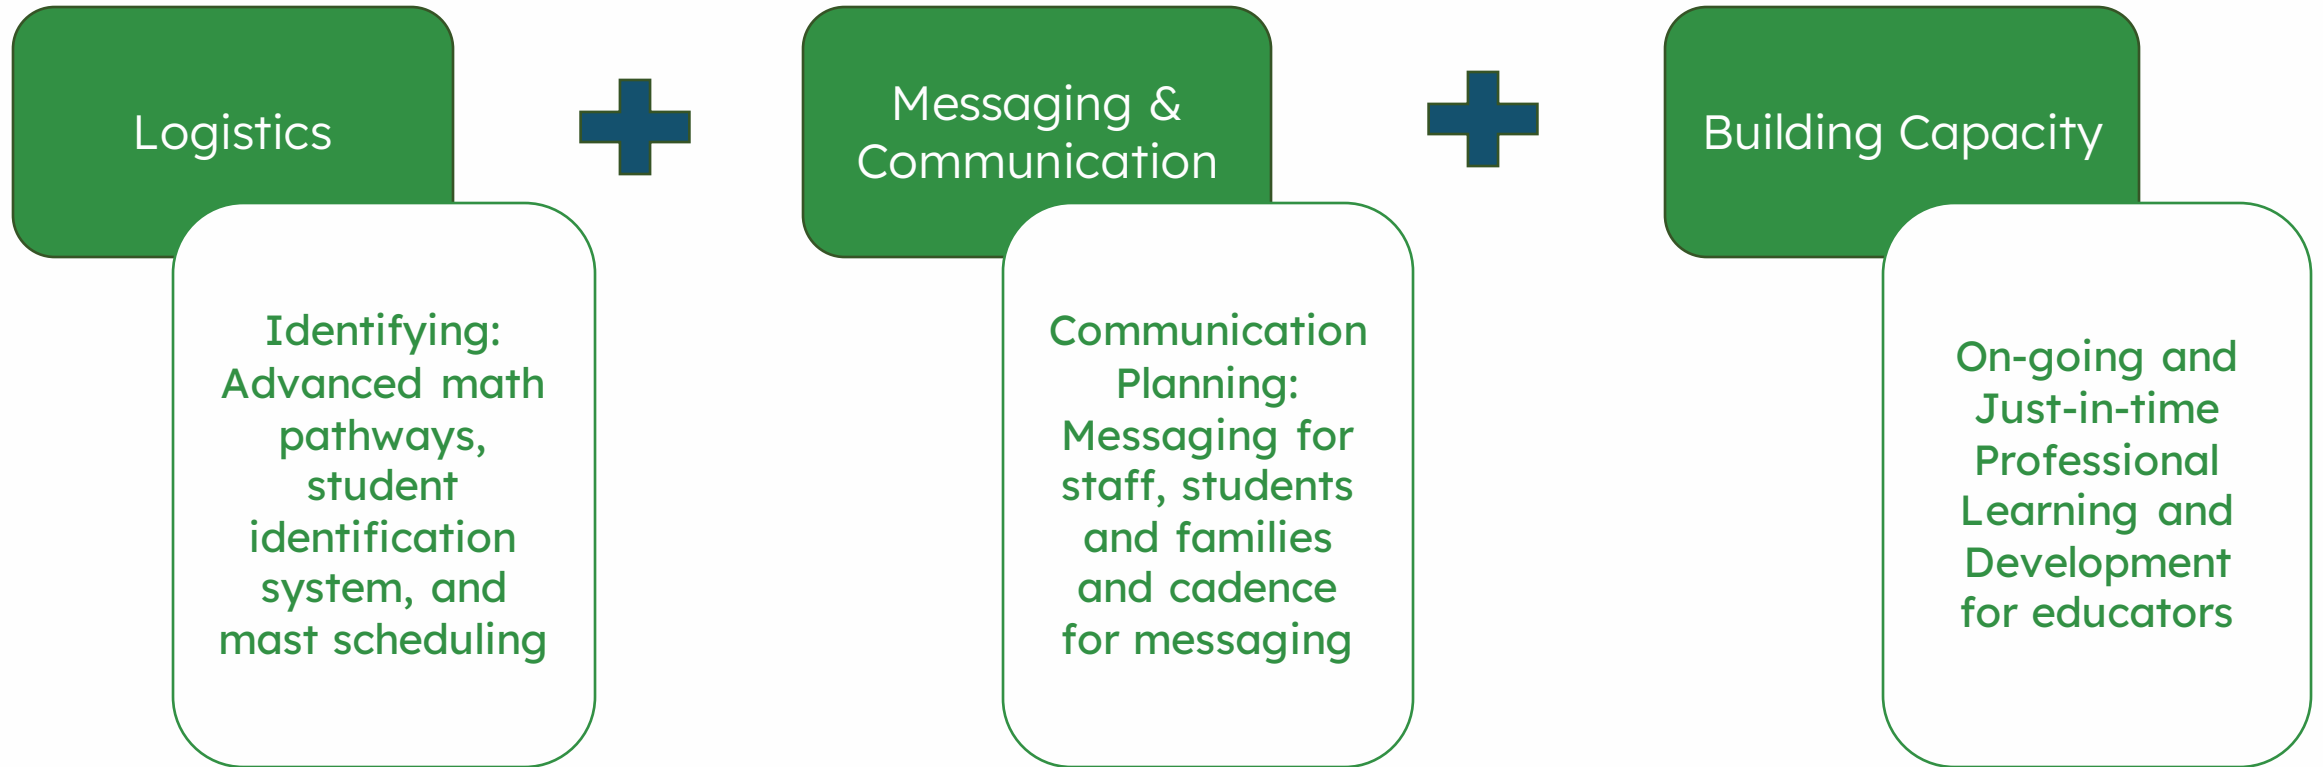 Logistics
Identifying:
Advanced math
pathways,
student
identification
system, and
mast scheduling
Messaging &
Communication
Communication
Planning:
Messaging for
staff, students
and families
and cadence
for messaging
Building Capacity
On-going and
Just-in-time
Professional
Learning and
Development
for educators